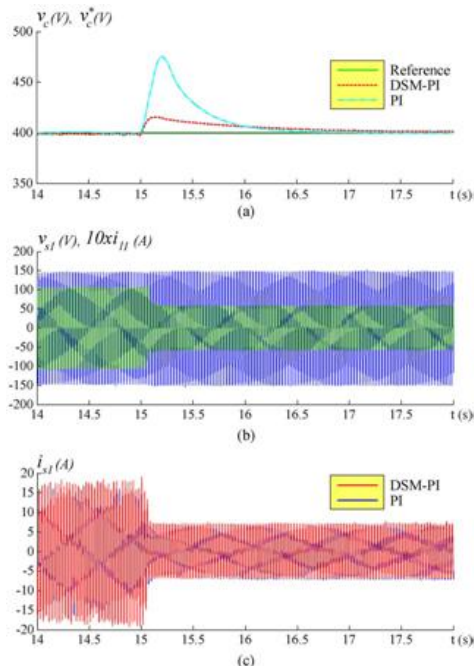 v_c(V), v_c^*(V)
500
450
400
350
14 14.5 15 15.5 16 16.5 17 17.5 t (s)
Reference
DSM-PI
PI
(a)
v_s1(V), 10xi_l1(A)
200
150
100
50
0
-50
-100
-150
-200
14 14.5 15 15.5 16 16.5 17 17.5 t (s)
(b)
i_s1(A)
20
15
10
5
0
-5
-10
-15
-20
14 14.5 15 15.5 16 16.5 17 17.5 t (s)
DSM-PI
PI
(c)